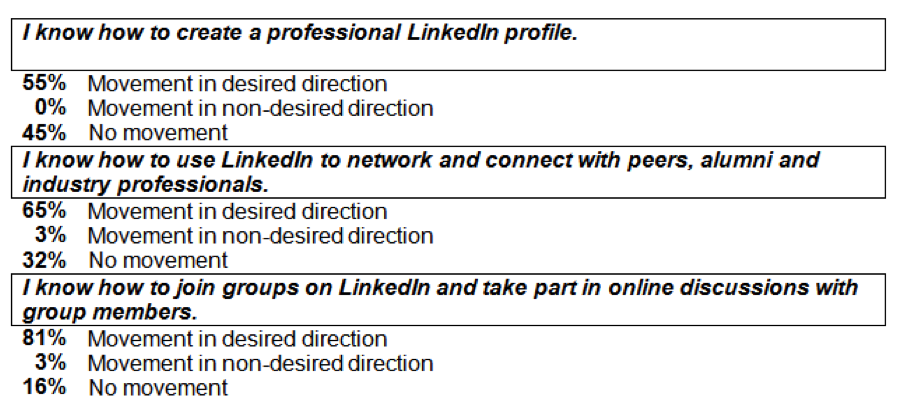 I know how to create a professional LinkedIn profile.
55% Movement in desired direction
0% Movement in non-desired direction
45% No movement
I know how to use LinkedIn to network and connect with peers, alumni and
industry professionals.
65% Movement in desired direction
3% Movement in non-desired direction
32% No movement
I know how to join groups on LinkedIn and take part in online discussions with
group members.
81% Movement in desired direction
3% Movement in non-desired direction
16% No movement